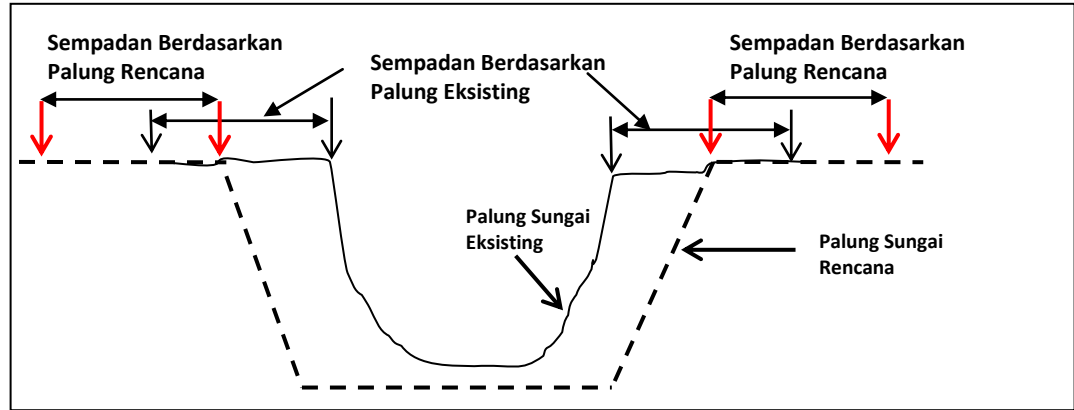 Sempadan Berdasarkan
Palung Rencana
Sempadan Berdasarkan
Palung Eksisting
Sempadan Berdasarkan
Palung Rencana
Palung Sungai
Eksisting
Palung Sungai
Rencana